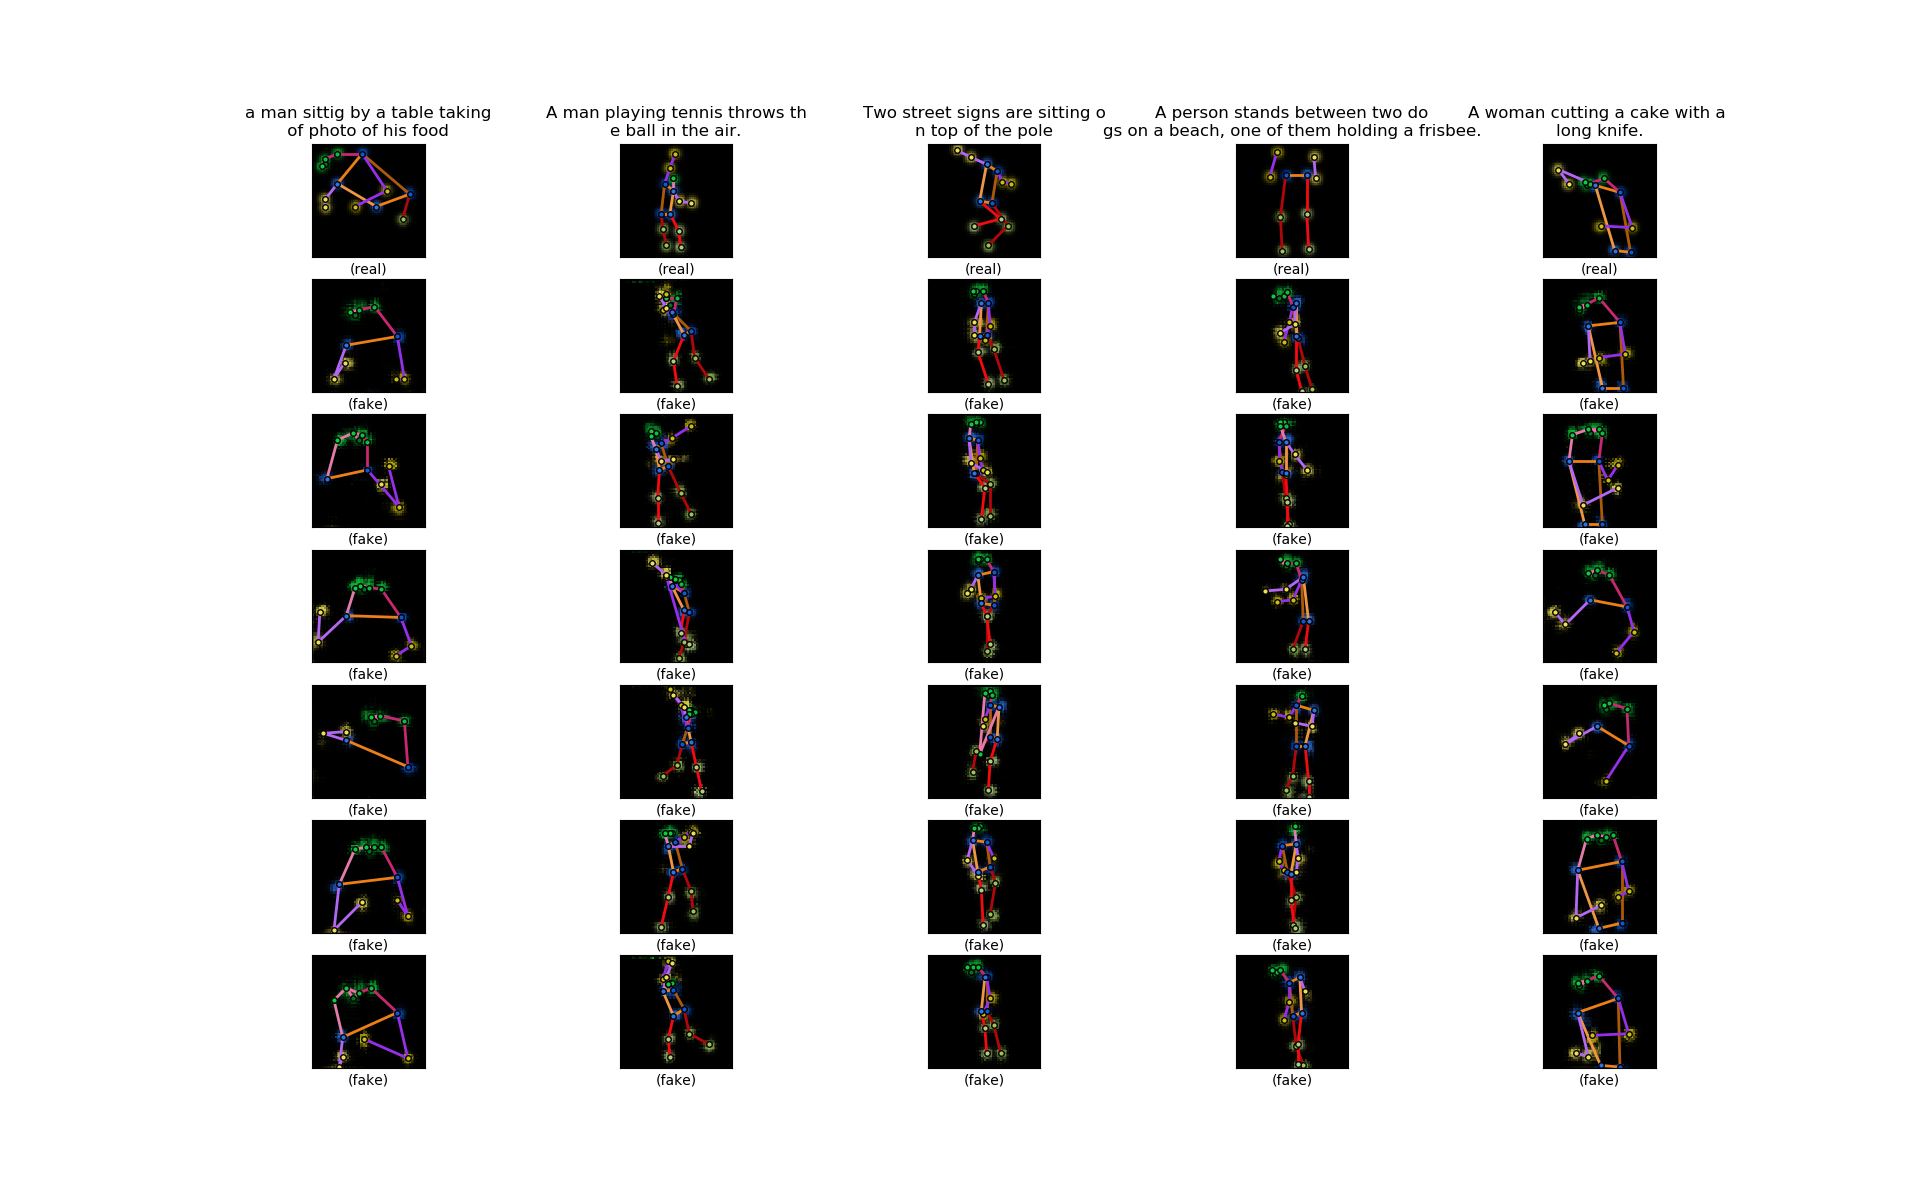 a man sittig by a table taking
of photo of his food
A man playing tennis throws th
e ball in the air.
Two street signs are sitting o
n top of the pole
A person stands between two do
gs on a beach, one of them holding a frisbee.
A woman cutting a cake with a
long knife.
(real) (real) (real) (real) (real)
(fake) (fake) (fake) (fake) (fake)
(fake) (fake) (fake) (fake) (fake)
(fake) (fake) (fake) (fake) (fake)
(fake) (fake) (fake) (fake) (fake)
(fake) (fake) (fake) (fake) (fake)
(fake) (fake) (fake) (fake) (fake)